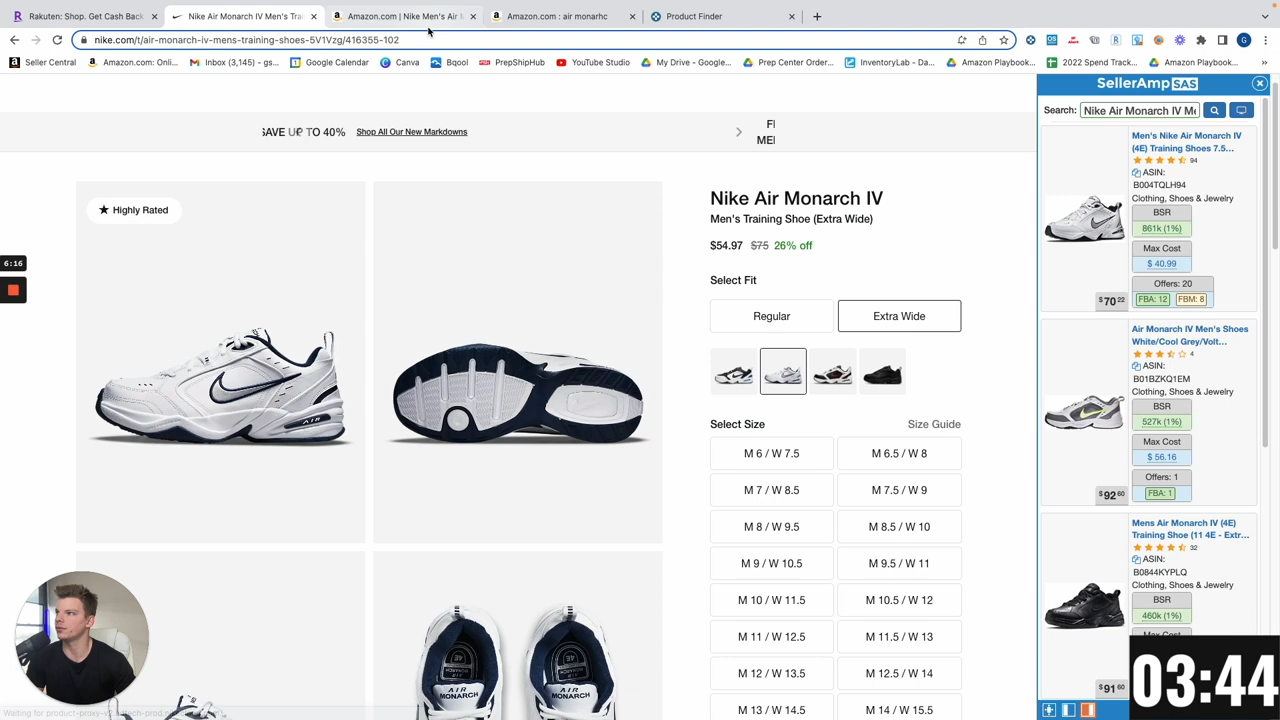 Rakuten: Shop. Get Cash Back
Nike Air Monarch IV Men's Trai
Amazon.com | Nike Men's Air M
Amazon.com : air monarhc
Product Finder
nike.com/t/air-monarch-iv-mens-training-shoes-5V1Vzg/416355-102
Seller Central
Amazon.com: Onli...
Inbox (3,145) - gs...
Google Calendar
Canva
Bqool
PrepShipHub
YouTube Studio
My Drive - Google...
Prep Center Order...
InventoryLab - Da...
Amazon Playbook...
2022 Spend Track...
Amazon Playbook...
SAVE UP TO 40%
Shop All Our New Markdowns
Highly Rated
Nike Air Monarch IV
Men's Training Shoe (Extra Wide)
$54.97 $75 26% off
Select Fit
Regular
Extra Wide
Select Size
Size Guide
M 6 / W 7.5
M 6.5 / W 8
M 7 / W 8.5
M 7.5 / W 9
M 8 / W 9.5
M 8.5 / W 10
M 9 / W 10.5
M 9.5 / W 11
M 10 / W 11.5
M 10.5 / W 12
M 11 / W 12.5
M 11.5 / W 13
M 12 / W 13.5
M 12.5 / W 14
M 13 / W 14.5
M 14 / W 15.5
AIR
4E
AIR
MONARCH
4E
AIR
MONARCH
6:16
SellerAmp SAS
Search: Nike Air Monarch IV Me
Men's Nike Air Monarch IV
(4E) Training Shoes 7.5...
94
ASIN:
B004TQLH94
Clothing, Shoes & Jewelry
BSR
861k (1%)
Max Cost
$ 40.99
Offers: 20
FBA: 12
FBM: 8
$70.22
Air Monarch IV Men's Shoes
White/Cool Grey/Volt...
4
ASIN:
B01BZKQ1EM
Clothing, Shoes & Jewelry
BSR
527k (1%)
Max Cost
$ 56.16
Offers: 1
FBA: 1
$92.60
Mens Air Monarch IV (4E)
Training Shoe (11 4E - Extr...
32
ASIN:
B0844KYPLQ
Clothing, Shoes & Jewelry
BSR
460k (1%)
Max Cost
$91.60
03:44